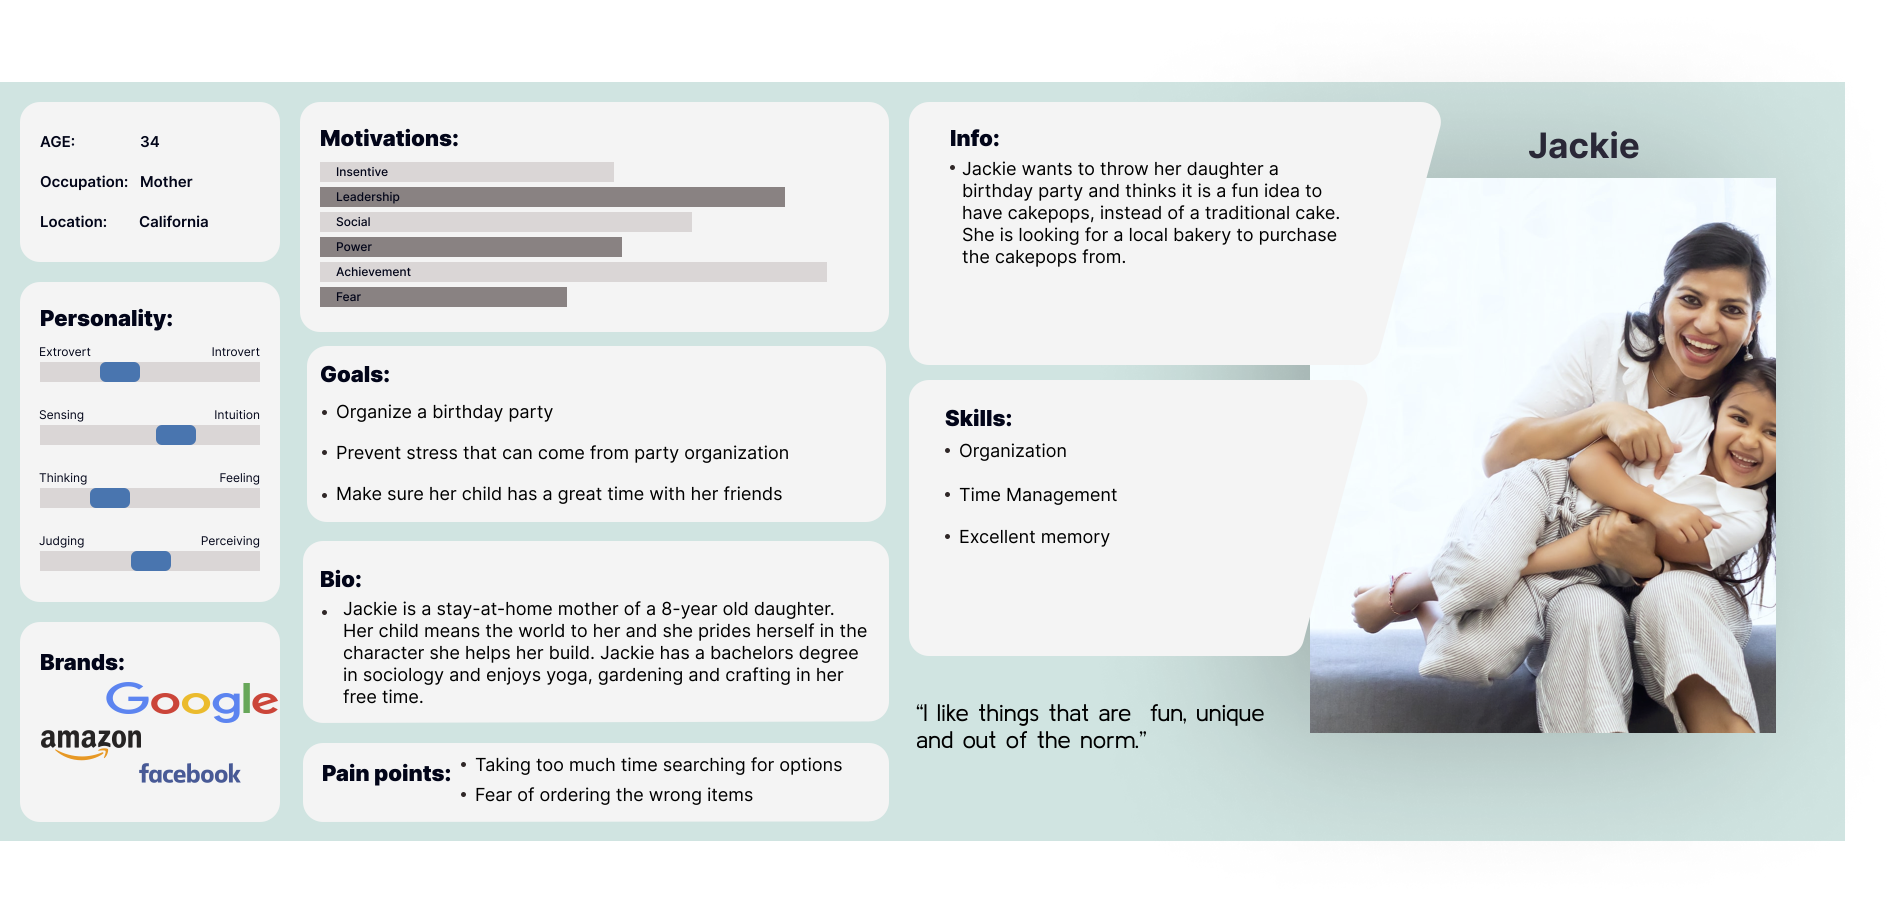 AGE: 34
Occupation: Mother
Location: California
Personality:
Extrovert Introvert
Sensing Intuition
Thinking Feeling
Judging Perceiving
Brands:
Google
amazon
facebook
Motivations:
Insentive
Leadership
Social
Power
Achievement
Fear
Goals:
• Organize a birthday party
• Prevent stress that can come from party organization
• Make sure her child has a great time with her friends
Bio:
• Jackie is a stay-at-home mother of a 8-year old daughter.
Her child means the world to her and she prides herself in the
character she helps her build. Jackie has a bachelors degree
in sociology and enjoys yoga, gardening and crafting in her
free time.
Pain points:
• Taking too much time searching for options
• Fear of ordering the wrong items
Info:
• Jackie wants to throw her daughter a
birthday party and thinks it is a fun idea to
have cakepops, instead of a traditional cake.
She is looking for a local bakery to purchase
the cakepops from.
Skills:
• Organization
• Time Management
• Excellent memory
“I like things that are fun, unique
and out of the norm.”
Jackie